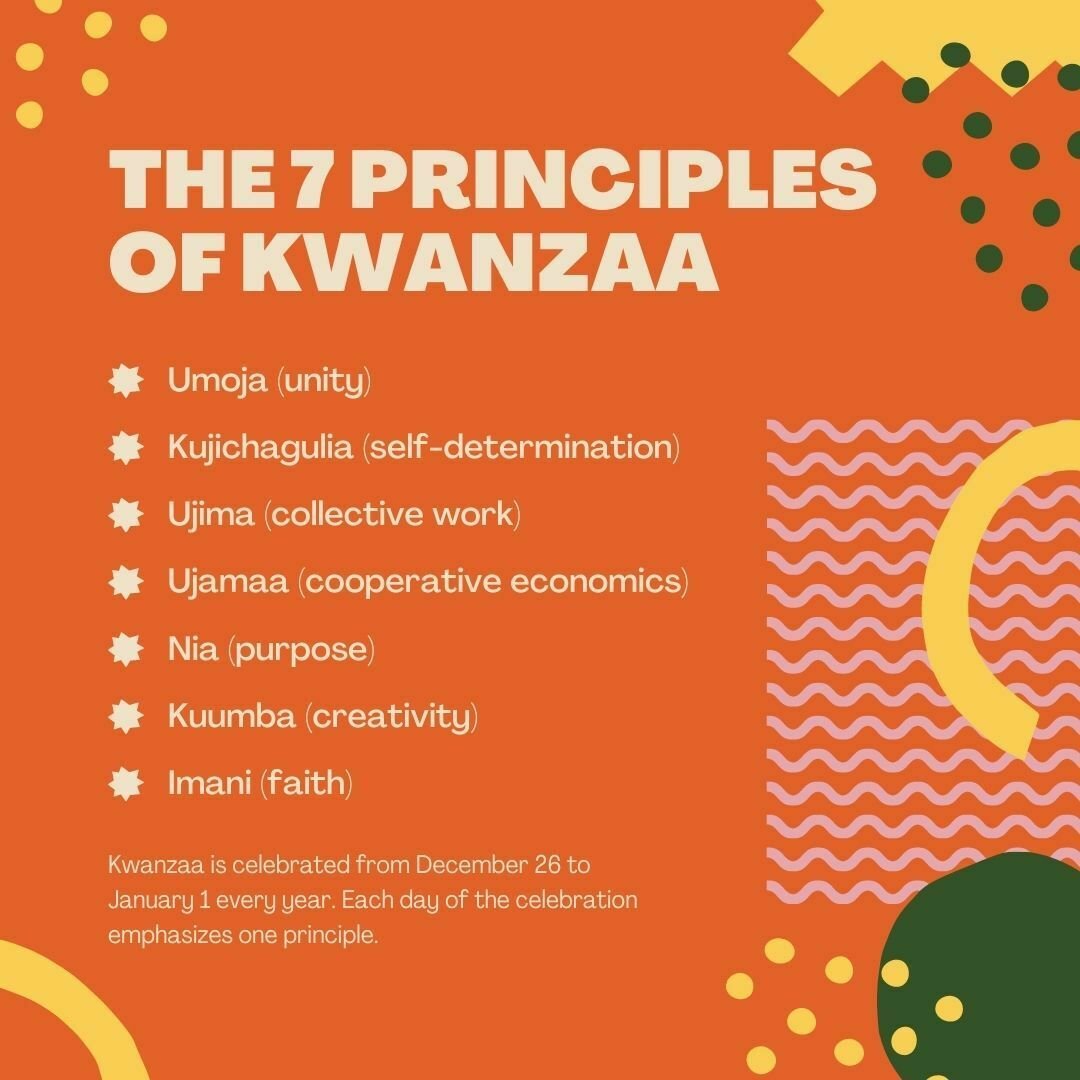 THE 7 PRINCIPLES
OF KWANZAA
Umoja (unity)
Kujichagulia (self-determination)
Ujima (collective work)
Ujamaa (cooperative economics)
Nia (purpose)
Kuumba (creativity)
Imani (faith)
Kwanzaa is celebrated from December 26 to
January 1 every year. Each day of the celebration
emphasizes one principle.